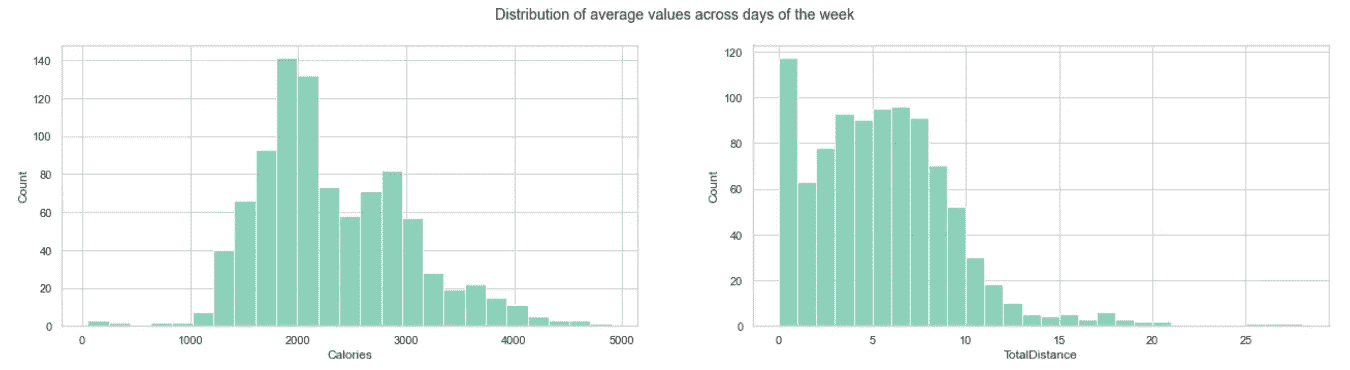 Distribution of average values across days of the week
140
120
100
80
60
40
20
0
Count
0 1000 2000 3000 4000 5000
Calories
120
100
80
60
40
20
0
Count
0 5 10 15 20 25
TotalDistance